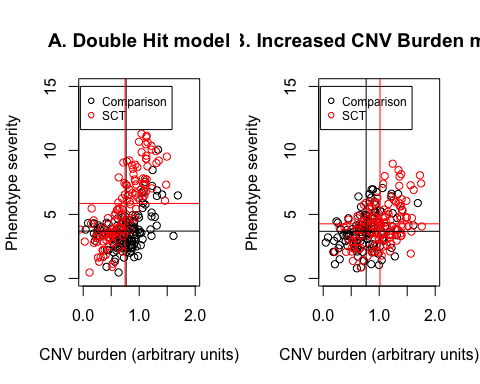 A. Double Hit model
B. Increased CNV Burden m
Phenotype severity
0
5
10
15
Comparison
SCT
0.0
1.0
2.0
CNV burden (arbitrary units)
Phenotype severity
0
5
10
15
Comparison
SCT
0.0
1.0
2.0
CNV burden (arbitrary units)